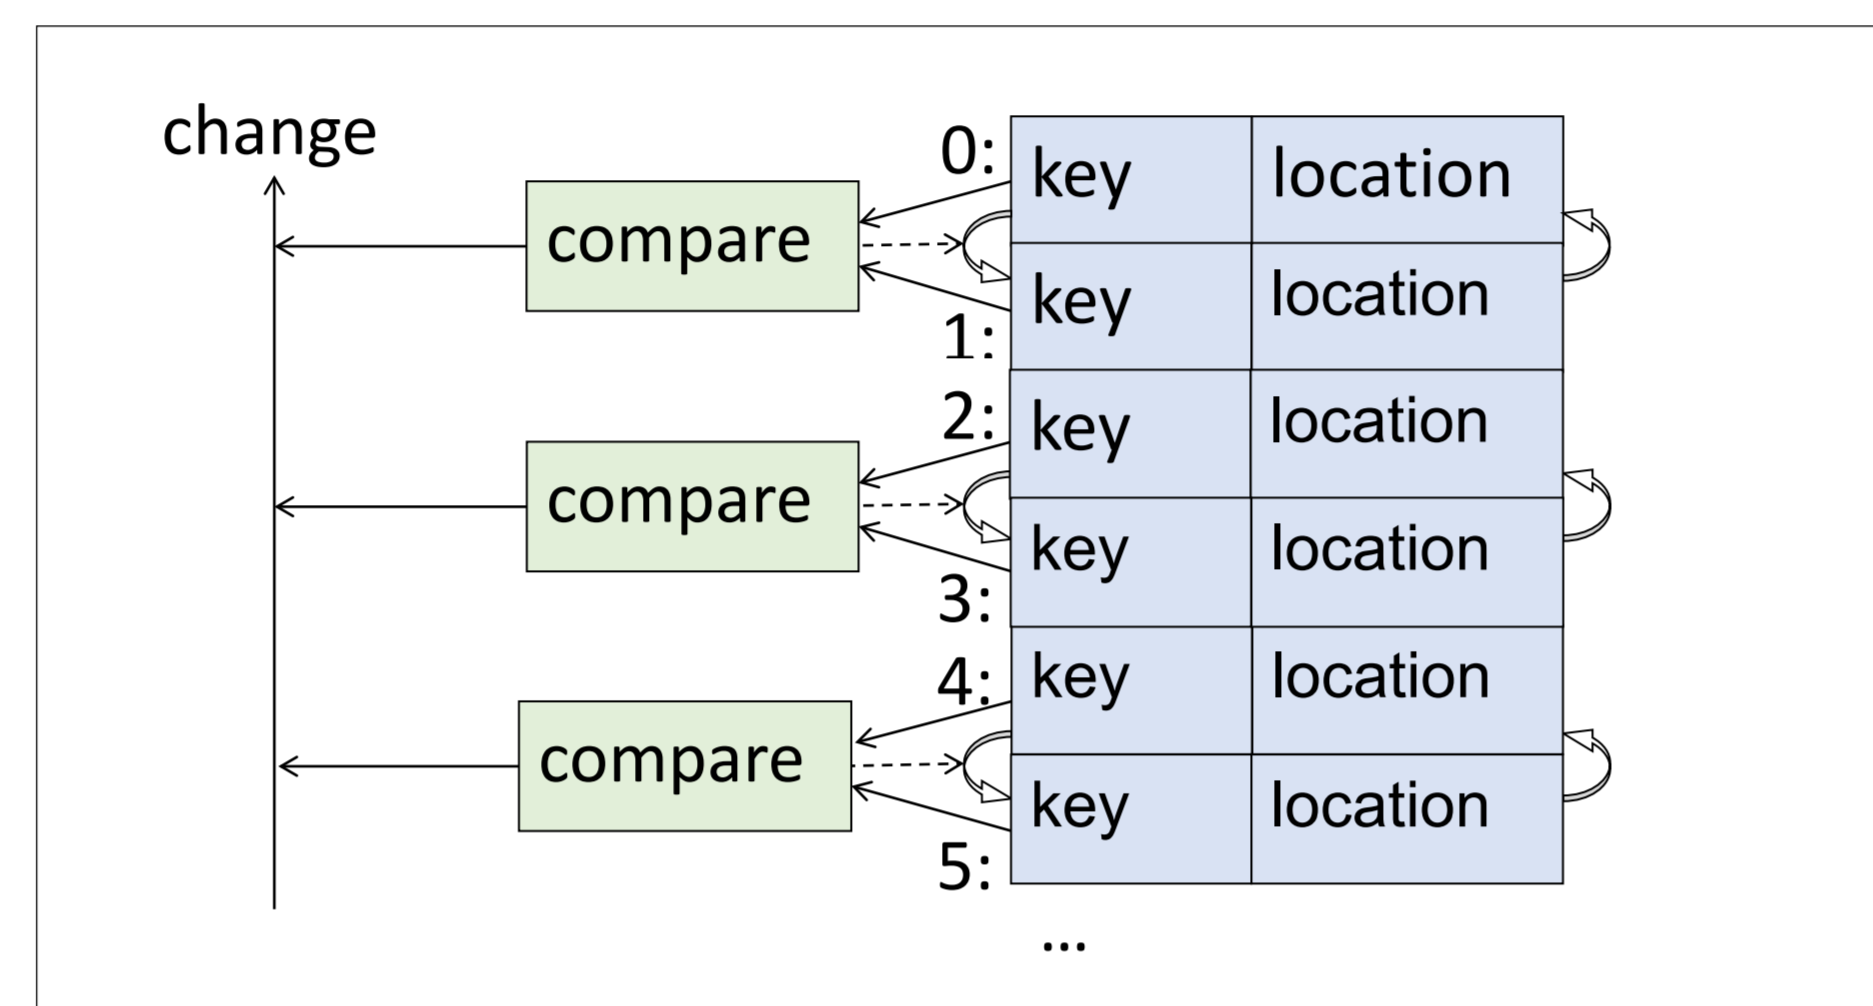 change
0: key location
compare
1: key location
2: key location
compare
3: key location
4: key location
compare
5: key location
...